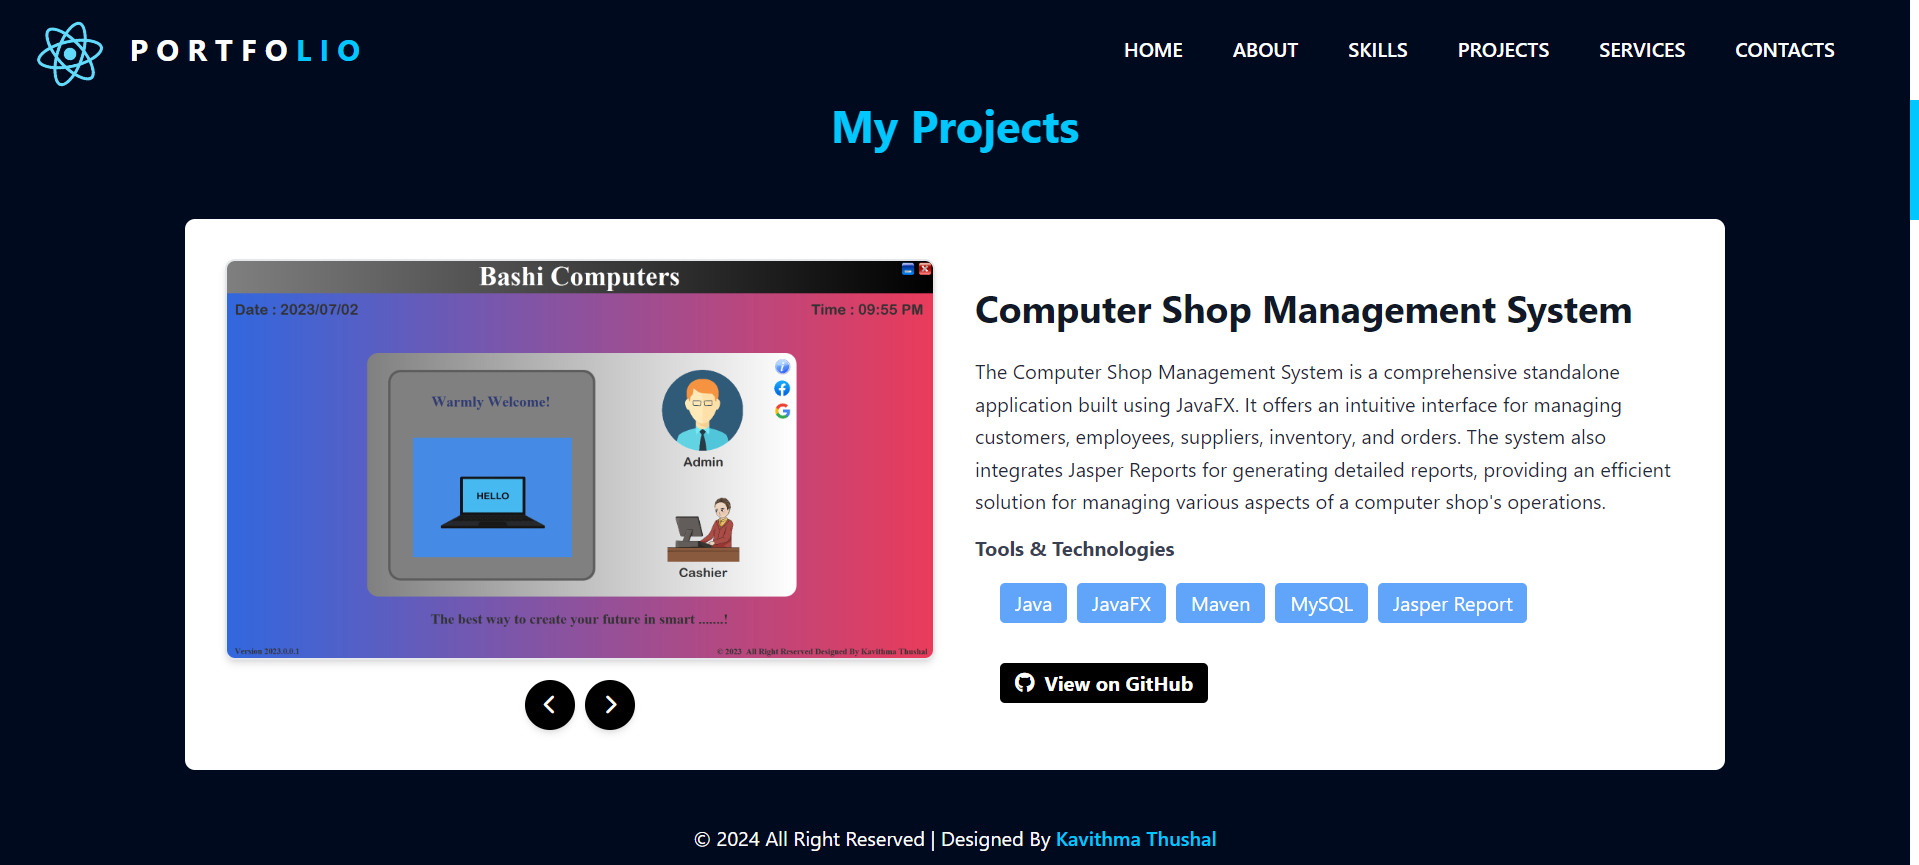 PORTFOLIO
HOME ABOUT SKILLS PROJECTS SERVICES CONTACTS
My Projects
Bashi Computers
Date : 2023/07/02
Time : 09:55 PM
Warmly Welcome!
HELLO
Admin
Cashier
The best way to create your future in smart .......!
Version 2023.0.0.1
© 2023 All Right Reserved Designed By Kavithma Thushal
Computer Shop Management System
The Computer Shop Management System is a comprehensive standalone
application built using JavaFX. It offers an intuitive interface for managing
customers, employees, suppliers, inventory, and orders. The system also
integrates Jasper Reports for generating detailed reports, providing an efficient
solution for managing various aspects of a computer shop's operations.
Tools & Technologies
Java JavaFX Maven MySQL Jasper Report
View on GitHub
© 2024 All Right Reserved | Designed By Kavithma Thushal